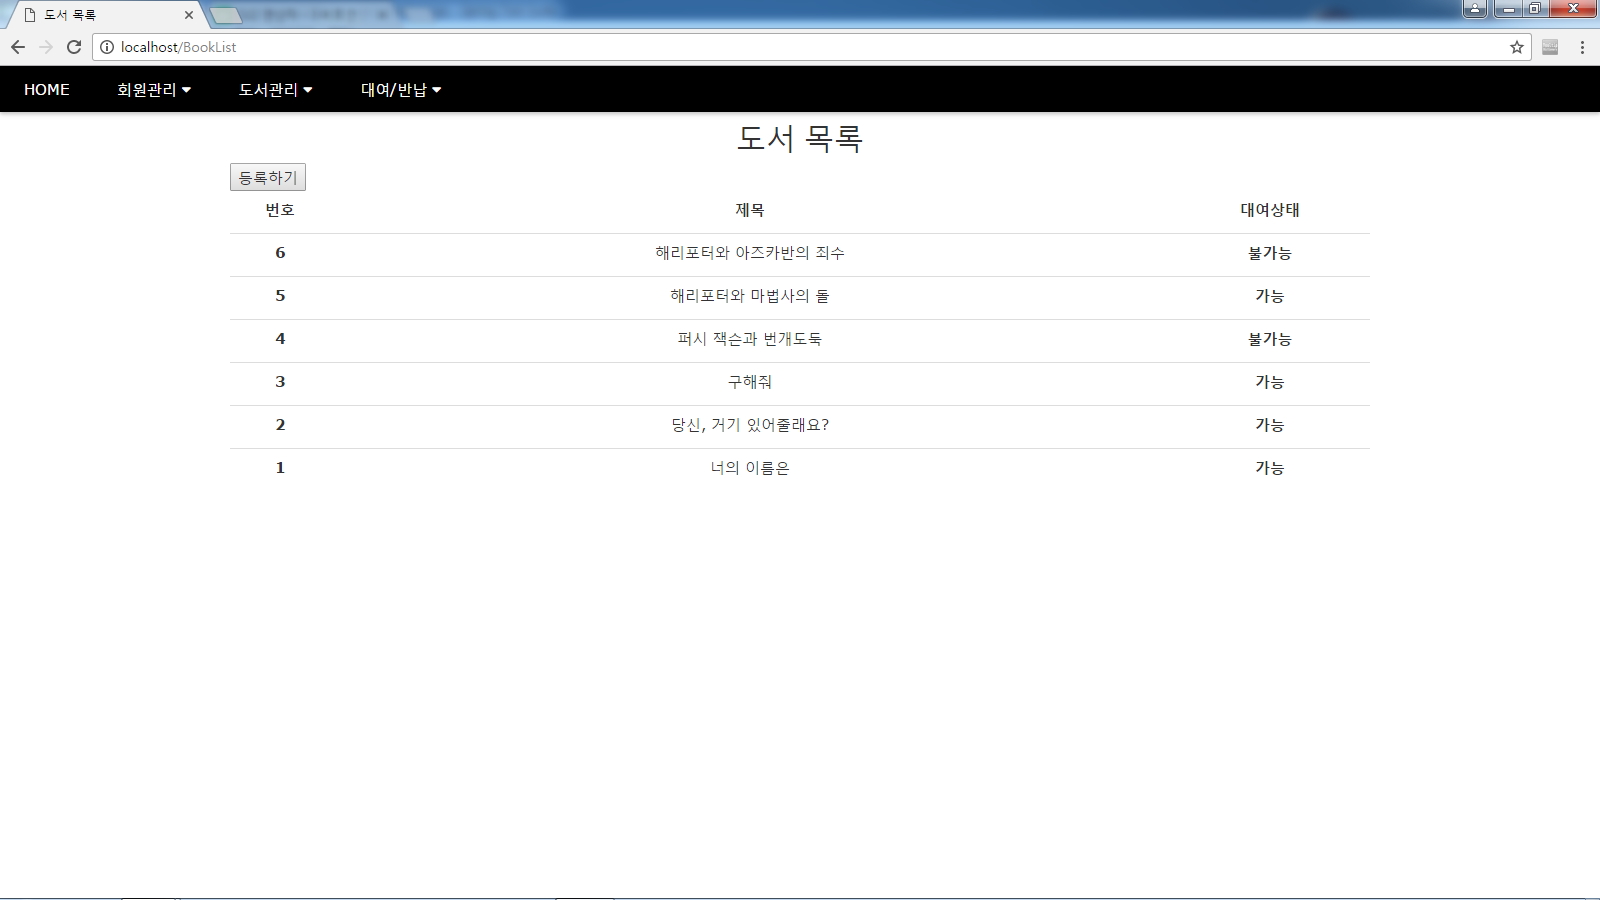 도서 목록
localhost/BookList
HOME 회원관리 도서관리 대여/반납
도서 목록
등록하기
번호 제목 대여상태
6 해리포터와 아즈카반의 죄수 불가능
5 해리포터와 마법사의 돌 가능
4 퍼시 잭슨과 번개도둑 불가능
3 구해줘 가능
2 당신, 거기 있어줄래요? 가능
1 너의 이름은 가능